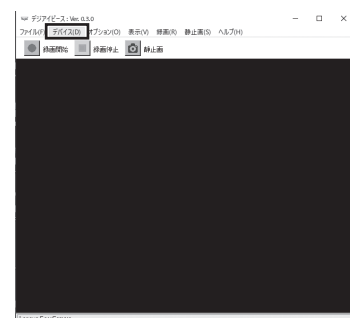 デジアイピース : Ver. 0.3.0
ファイル(F) デバイス(D) オプション(O) 表示(V) 録画(R) 静止画(S) ヘルプ(H)
録画開始 録画停止 静止画